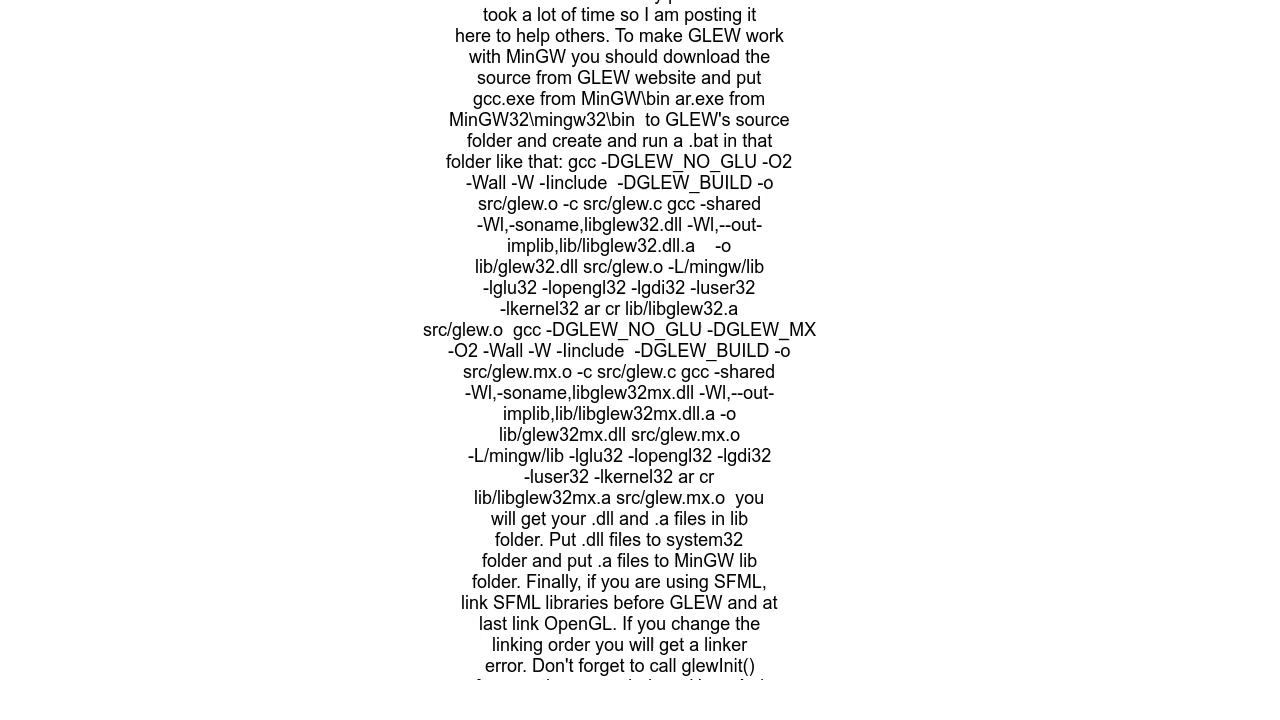 took a lot of time so I am posting it
here to help others. To make GLEW work
with MinGW you should download the
source from GLEW website and put
gcc.exe from MinGW\bin ar.exe from
MinGW32\mingw32\bin  to GLEW's source
folder and create and run a .bat in that
folder like that: gcc -DGLEW_NO_GLU -O2
-Wall -W -Iinclude  -DGLEW_BUILD -o
src/glew.o -c src/glew.c gcc -shared
-Wl,-soname,libglew32.dll -Wl,--out-
implib,lib/libglew32.dll.a    -o
lib/glew32.dll src/glew.o -L/mingw/lib
-lglu32 -lopengl32 -lgdi32 -luser32
-lkernel32 ar cr lib/libglew32.a
src/glew.o  gcc -DGLEW_NO_GLU -DGLEW_MX
-O2 -Wall -W -Iinclude  -DGLEW_BUILD -o
src/glew.mx.o -c src/glew.c gcc -shared
-Wl,-soname,libglew32mx.dll -Wl,--out-
implib,lib/libglew32mx.dll.a -o
lib/glew32mx.dll src/glew.mx.o
-L/mingw/lib -lglu32 -lopengl32 -lgdi32
-luser32 -lkernel32 ar cr
lib/libglew32mx.a src/glew.mx.o  you
will get your .dll and .a files in lib
folder. Put .dll files to system32
folder and put .a files to MinGW lib
folder. Finally, if you are using SFML,
link SFML libraries before GLEW and at
last link OpenGL. If you change the
linking order you will get a linker
error. Don't forget to call glewInit()